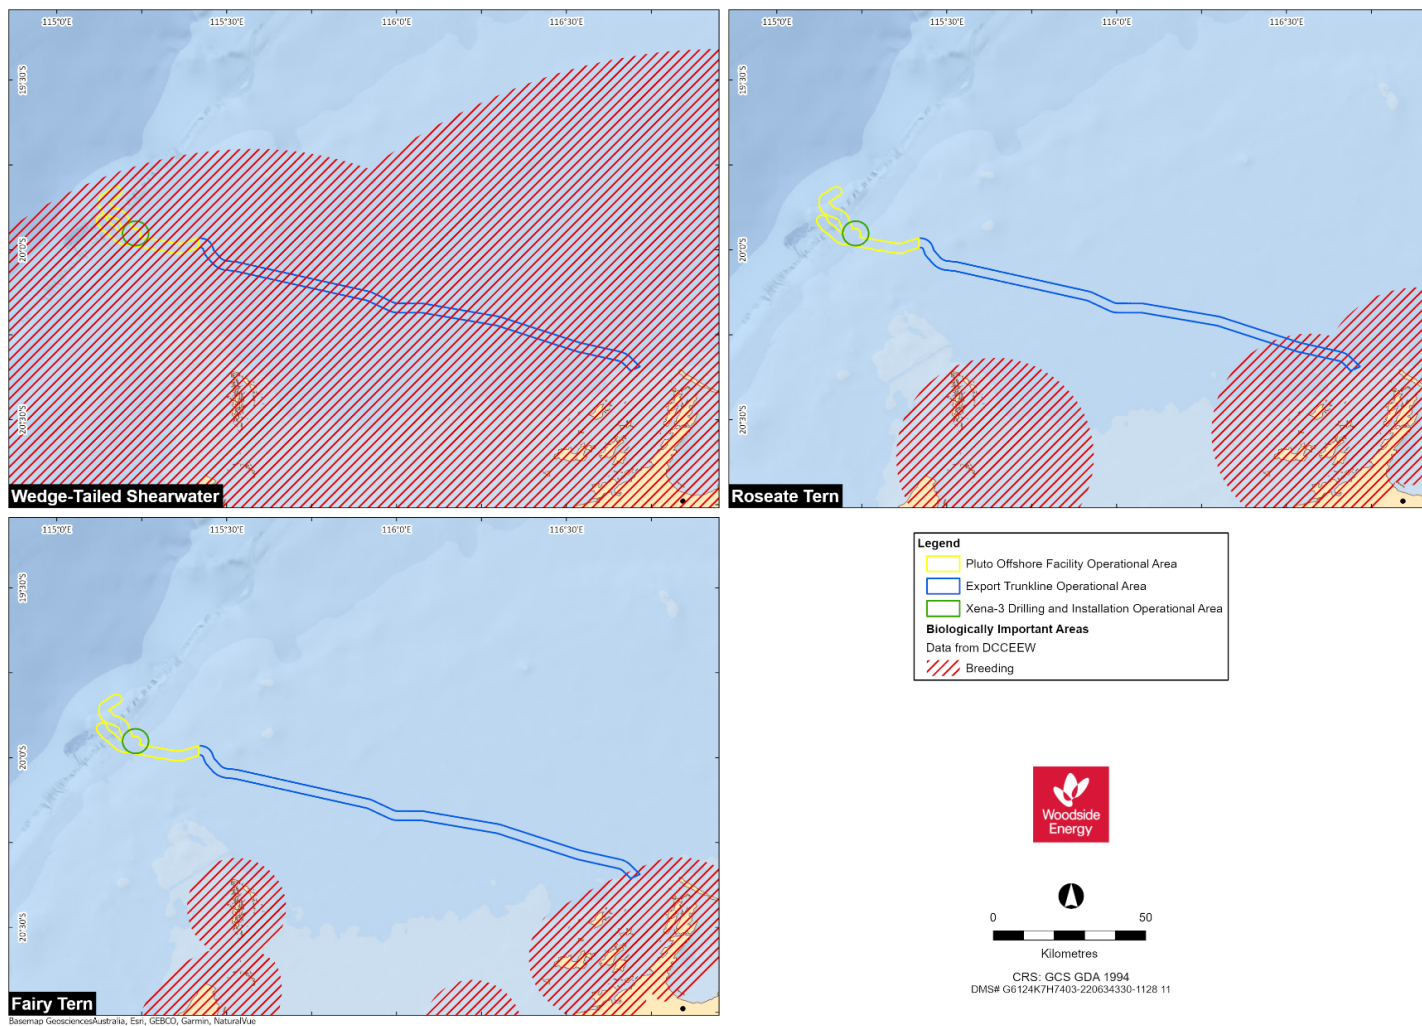 115°0'E 115°30'E 116°0'E 116°30'E
19°30'S
20°0'S
20°30'S
Wedge-Tailed Shearwater
115°0'E 115°30'E 116°0'E 116°30'E
19°30'S
20°0'S
20°30'S
Roseate Tern
115°0'E 115°30'E 116°0'E 116°30'E
19°30'S
20°0'S
20°30'S
Fairy Tern
Basemap GeosciencesAustralia, Esri, GEBCO, Garmin, NaturalVue
Legend
Pluto Offshore Facility Operational Area
Export Trunkline Operational Area
Xena-3 Drilling and Installation Operational Area
Biologically Important Areas
Data from DCCEEW
Breeding
Woodside
Energy
0 50
Kilometres
CRS: GCS GDA 1994
DMS# G6124K7H7403-220634330-1128 11